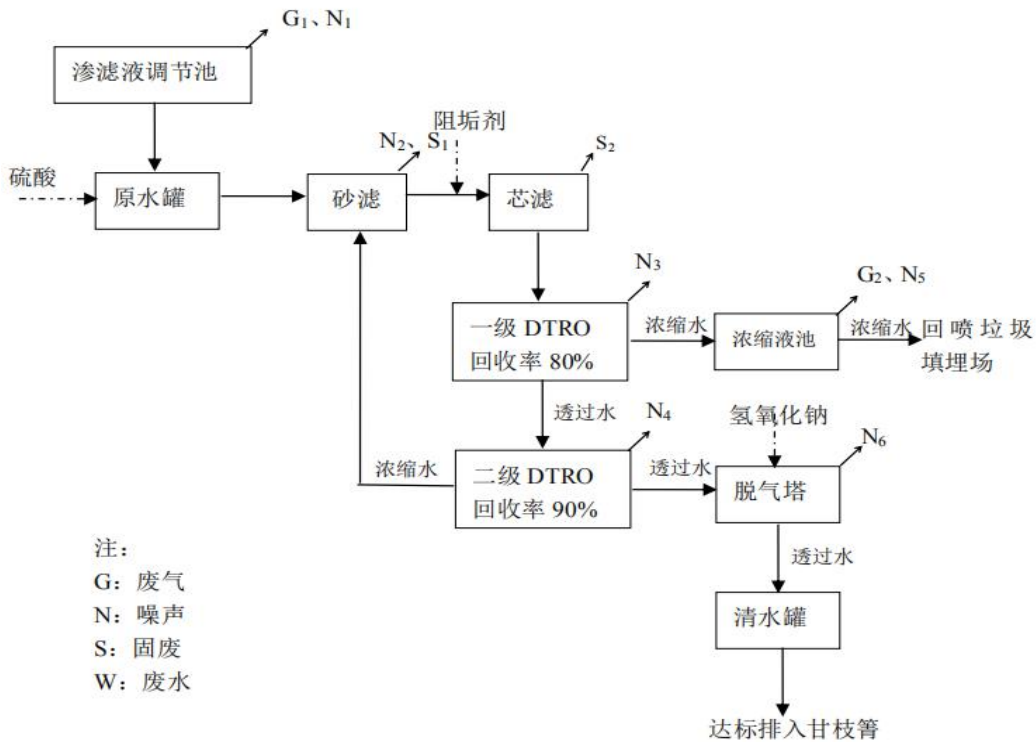 G₁、N₁
渗滤液调节池
阻垢剂
N₂、S₁
S₂
硫酸
原水罐
砂滤
芯滤
N₃
G₂、N₅
一级 DTRO
回收率 80%
浓缩水
浓缩液池
浓缩水
回喷垃圾
填埋场
透过水
N₄
氢氧化钠
N₆
浓缩水
二级 DTRO
回收率 90%
透过水
脱气塔
注:
G:废气
N:噪声
S:固废
W:废水
透过水
清水罐
达标排入甘枝箐